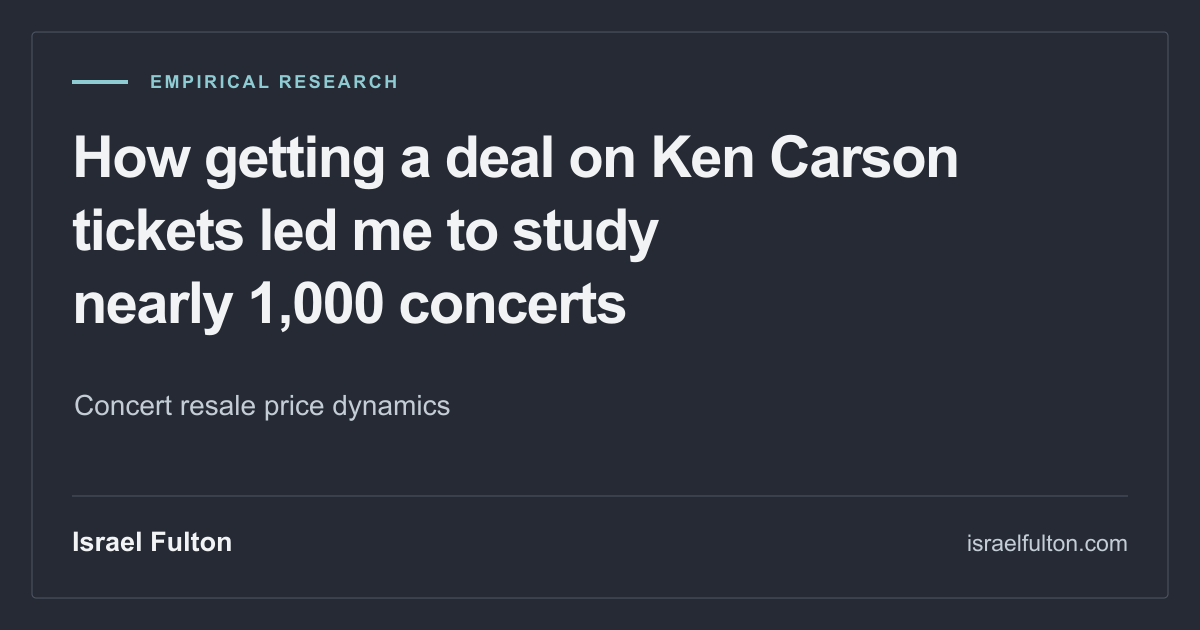 EMPIRICAL RESEARCH
How getting a deal on Ken Carson
tickets led me to study
nearly 1,000 concerts
Concert resale price dynamics
Israel Fulton
israelfulton.com